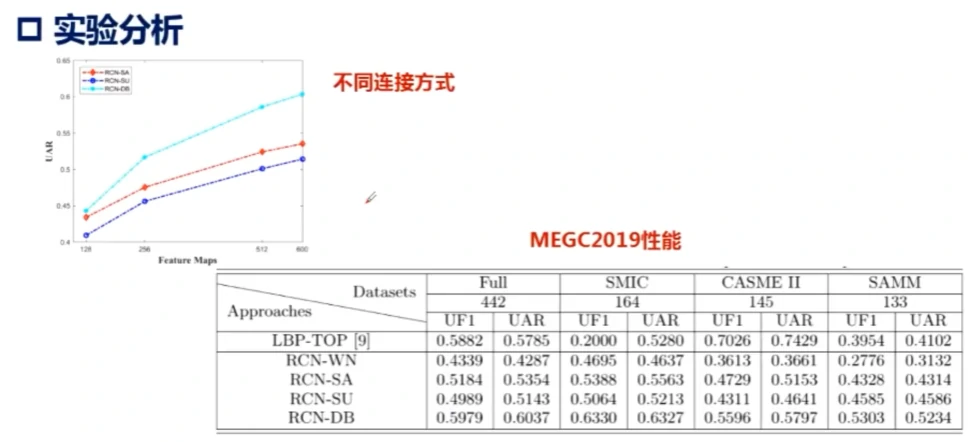 实验分析
不同连接方式
RCN-SA
RCN-SU
RCN-DB
0.65
0.6
0.55
0.5
0.45
0.4
UAR
128 256 512 600
Feature Maps
MEGC2019性能
Datasets Approaches Full SMIC CASME II SAMM
442 164 145 133
UF1 UAR UF1 UAR UF1 UAR UF1 UAR
LBP-TOP [9] 0.5882 0.5785 0.2000 0.5280 0.7026 0.7429 0.3954 0.4102
RCN-WN 0.4339 0.4287 0.4695 0.4637 0.3613 0.3661 0.2776 0.3132
RCN-SA 0.5184 0.5354 0.5388 0.5563 0.4729 0.5153 0.4328 0.4314
RCN-SU 0.4989 0.5143 0.5064 0.5213 0.4311 0.4641 0.4585 0.4586
RCN-DB 0.5979 0.6037 0.6330 0.6327 0.5596 0.5797 0.5303 0.5234